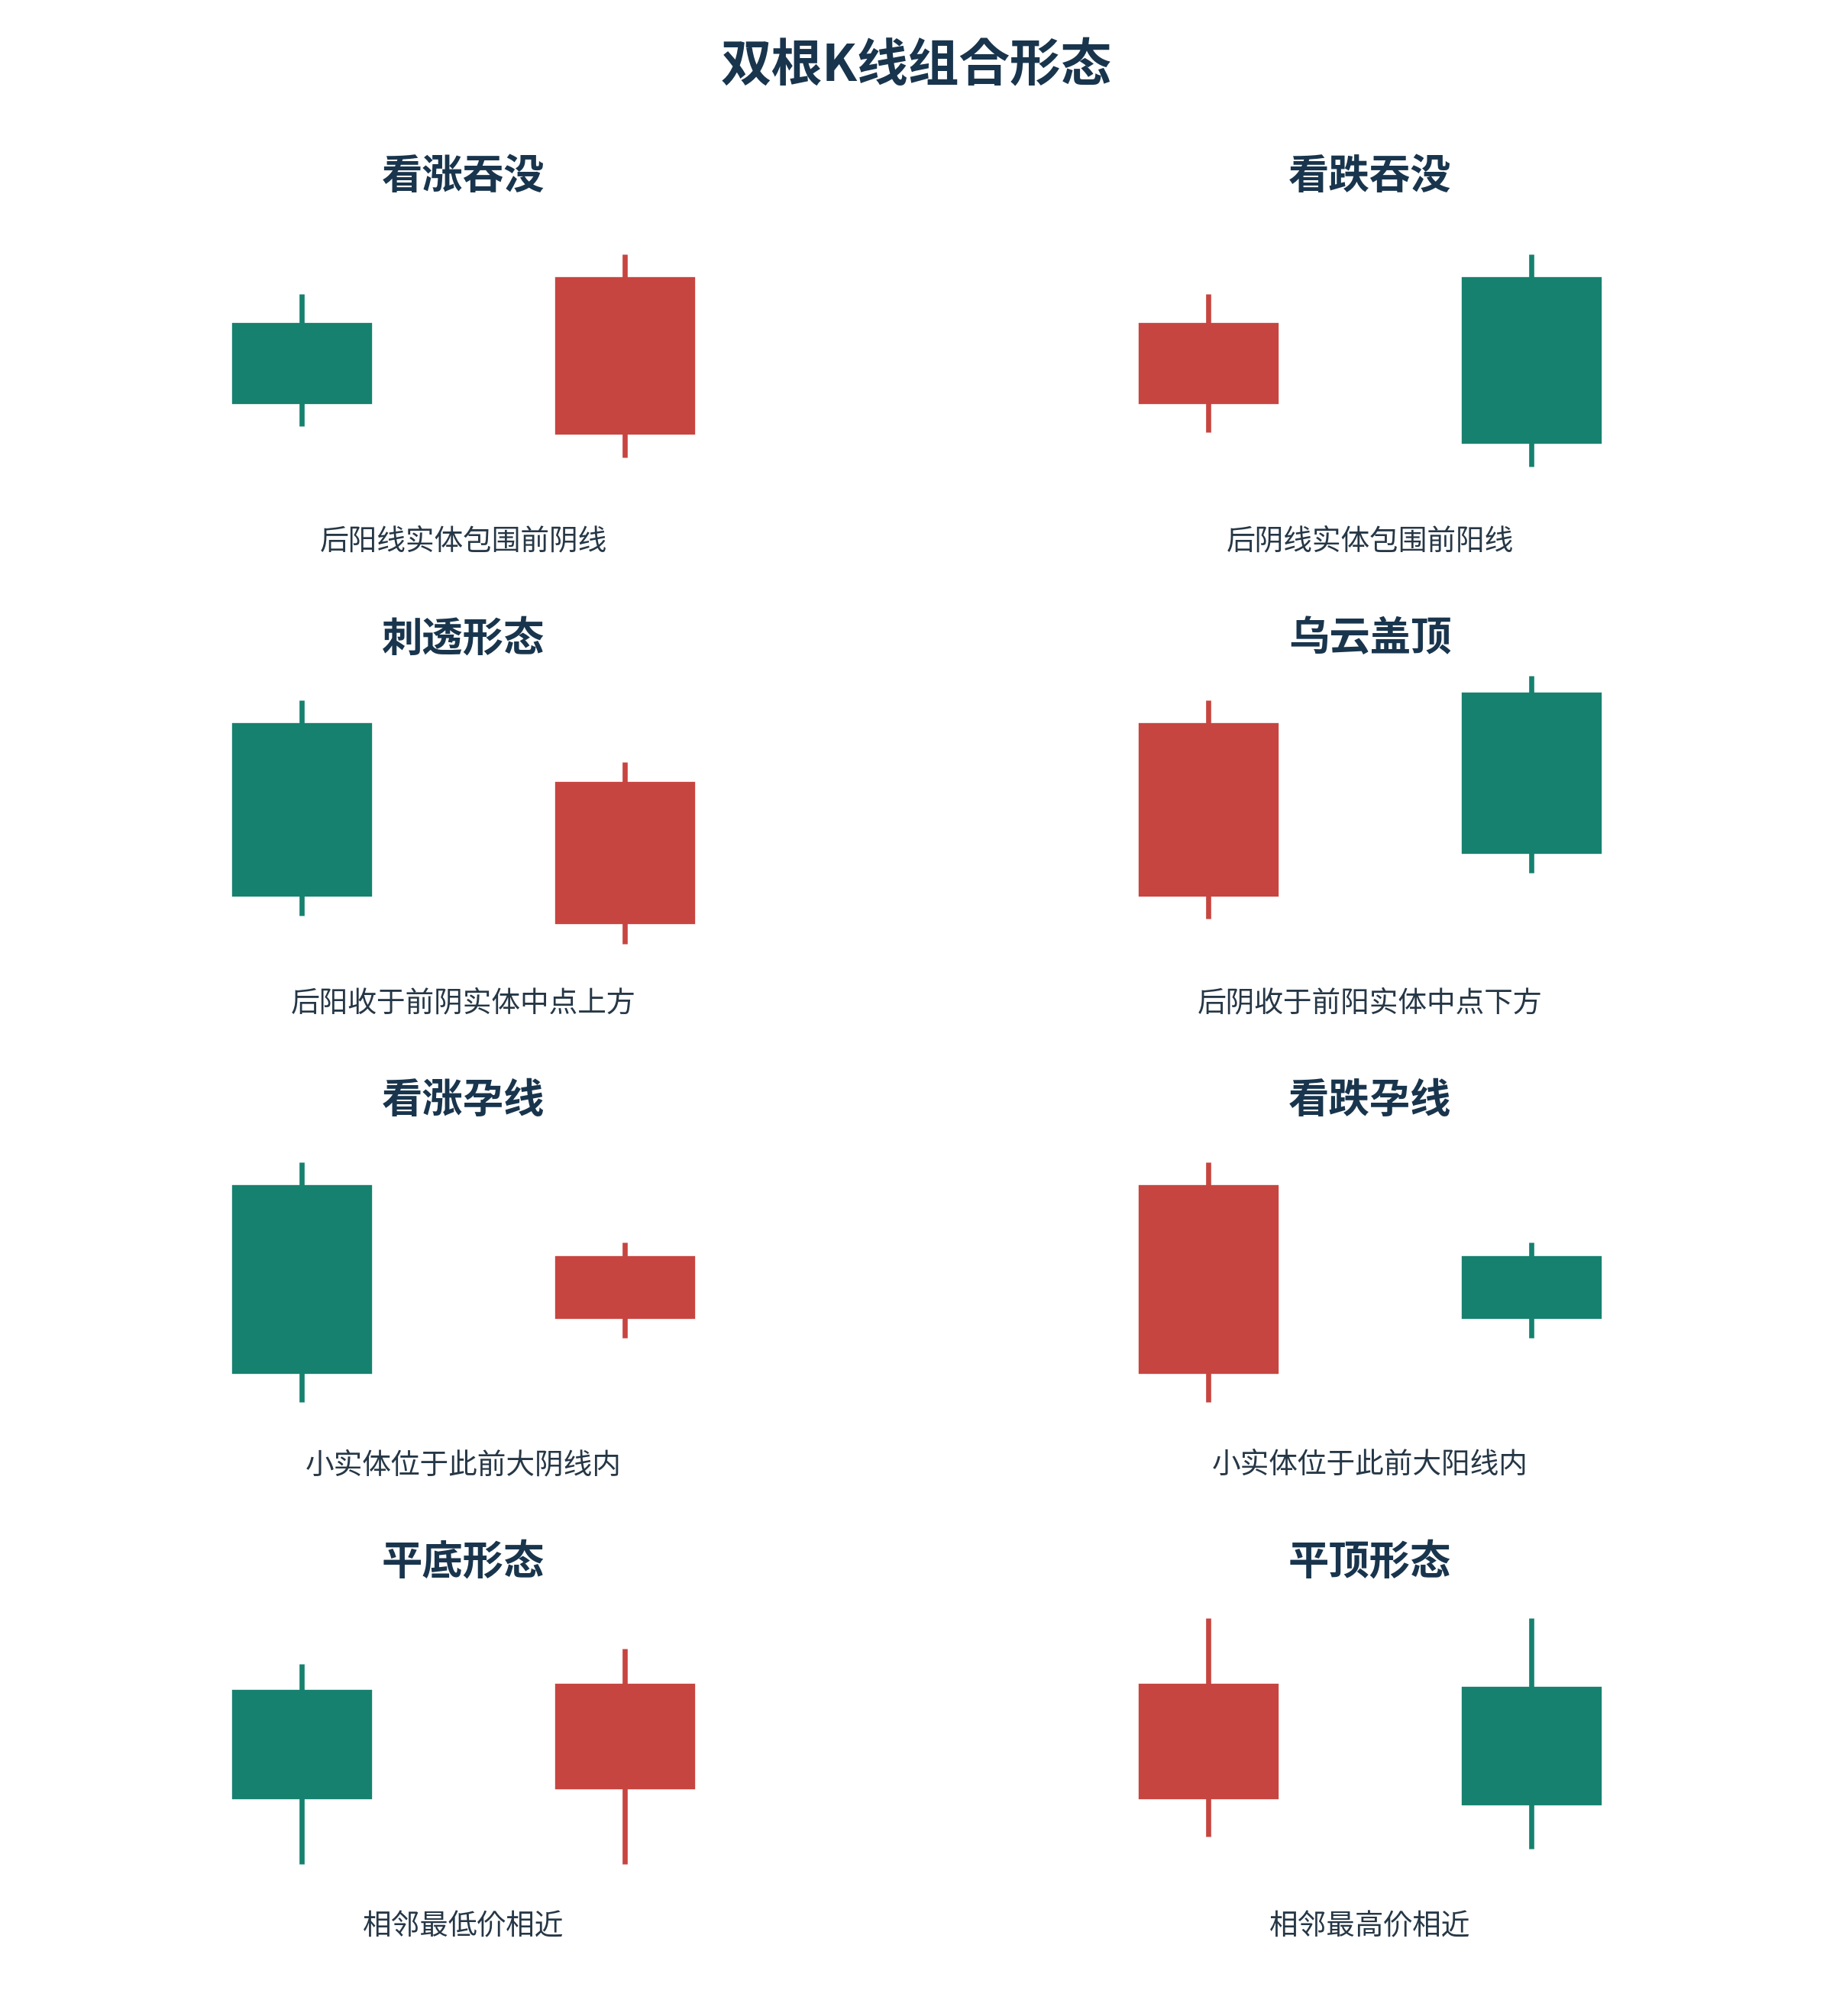 双根K线组合形态
看涨吞没
看跌吞没
后阳线实体包围前阴线
后阴线实体包围前阳线
刺透形态
乌云盖顶
后阳收于前阴实体中点上方
后阴收于前阳实体中点下方
看涨孕线
看跌孕线
小实体位于此前大阴线内
小实体位于此前大阳线内
平底形态
平顶形态
相邻最低价相近
相邻最高价相近